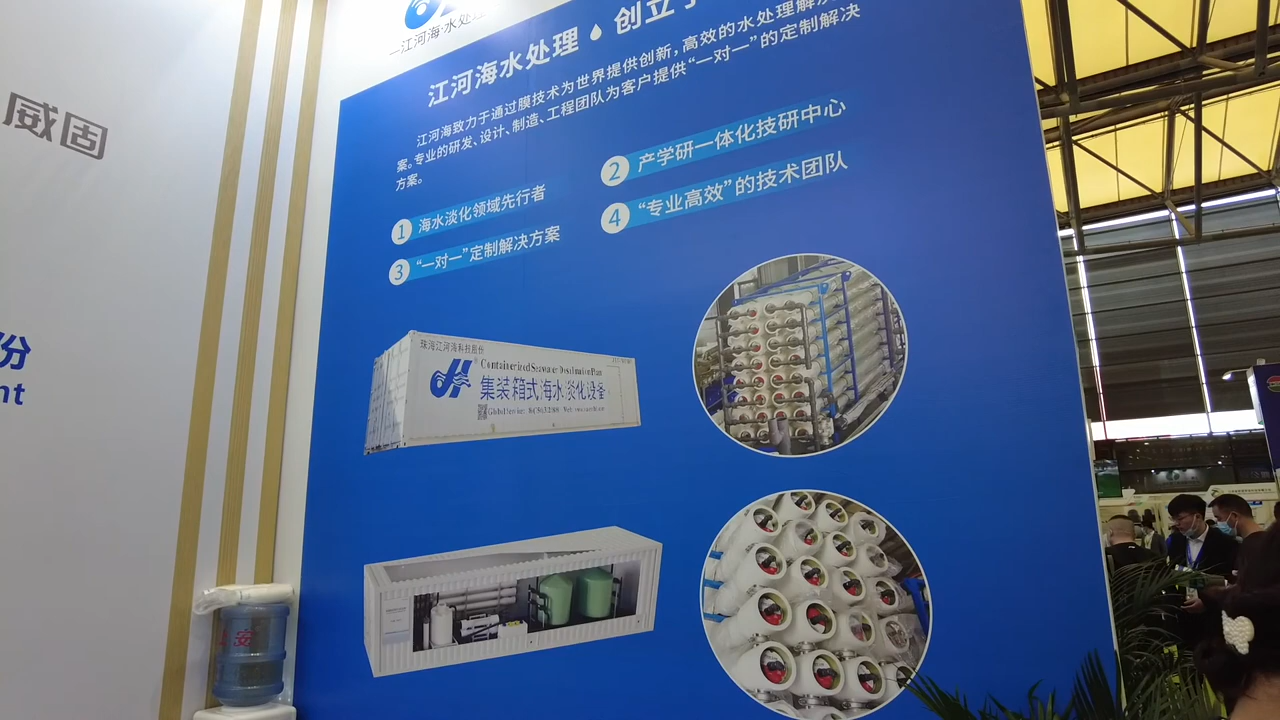 一江河海·水处理
江河海水处理 创立于
江河海致力于通过膜技术为世界提供创新，高效的水处理解决
案。专业的研发、设计、制造、工程团队为客户提供“一对一”的定制解决
方案。
1 海水淡化领域先行者
2 产学研一体化技研中心
3 “一对一”定制解决方案
4 “专业高效”的技术团队
珠海江河海科技股份
Containerized Seawater Desalination Plant
集装箱式海水淡化设备
威固
份
nt
安